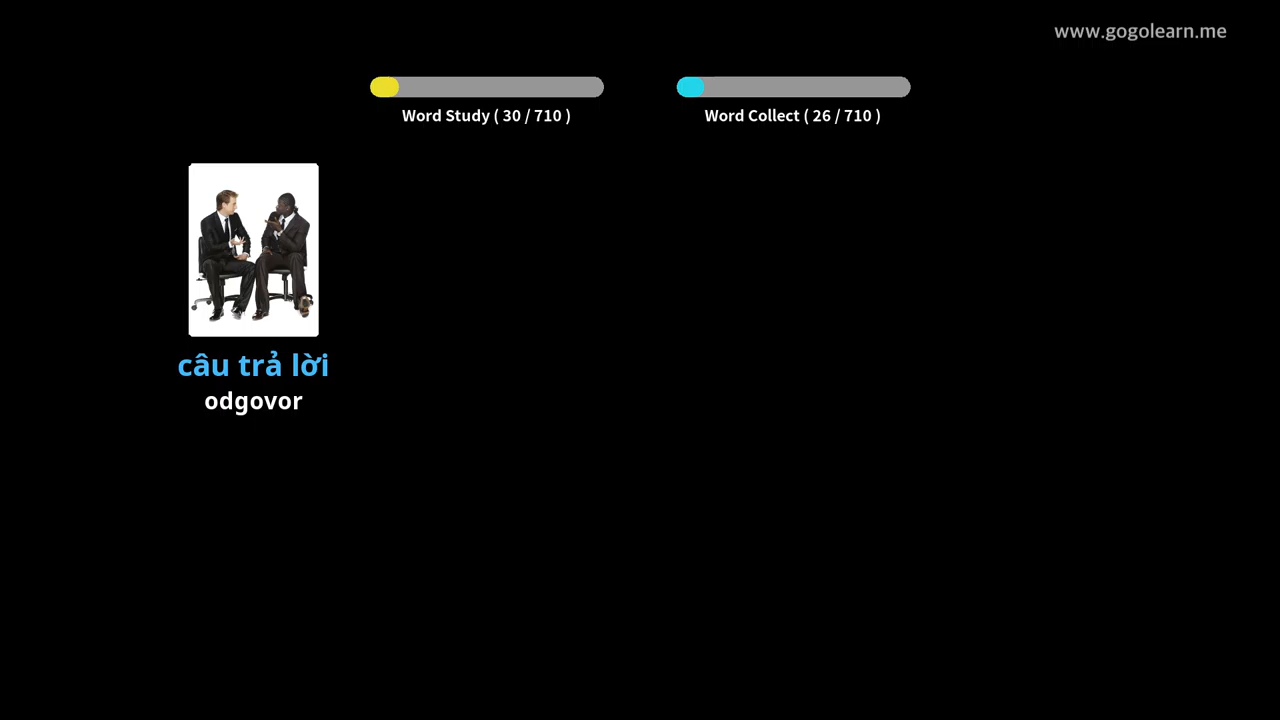 www.gogolearn.me
Word Study ( 30 / 710 )
Word Collect ( 26 / 710 )
câu trả lời
odgovor